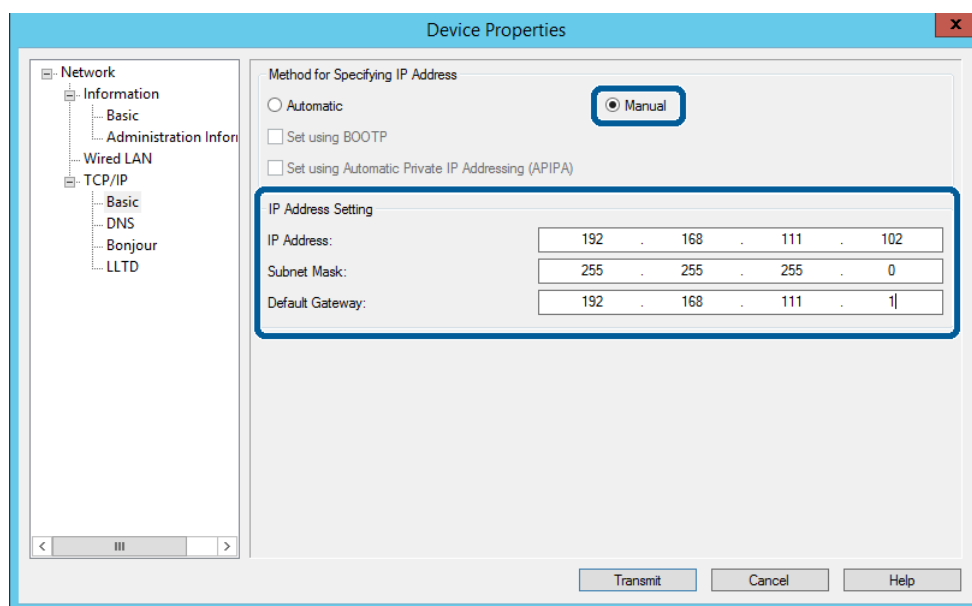 Device Properties
x
Network
Information
Basic
Administration Inforı
Wired LAN
TCP/IP
Basic
DNS
Bonjour
LLTD
Method for Specifying IP Address
Automatic
Manual
Set using BOOTP
Set using Automatic Private IP Addressing (APIPA)
IP Address Setting
IP Address: 192 . 168 . 111 . 102
Subnet Mask: 255 . 255 . 255 . 0
Default Gateway: 192 . 168 . 111 . 1
Transmit Cancel Help